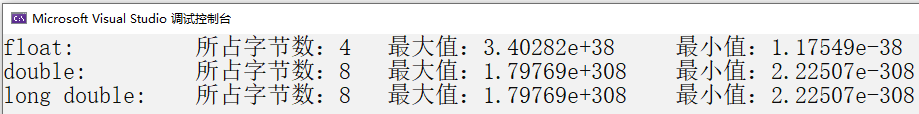 Microsoft Visual Studio 调试控制台
float: 所占字节数：4 最大值：3.40282e+38 最小值：1.17549e-38
double: 所占字节数：8 最大值：1.79769e+308 最小值：2.22507e-308
long double: 所占字节数：8 最大值：1.79769e+308 最小值：2.22507e-308